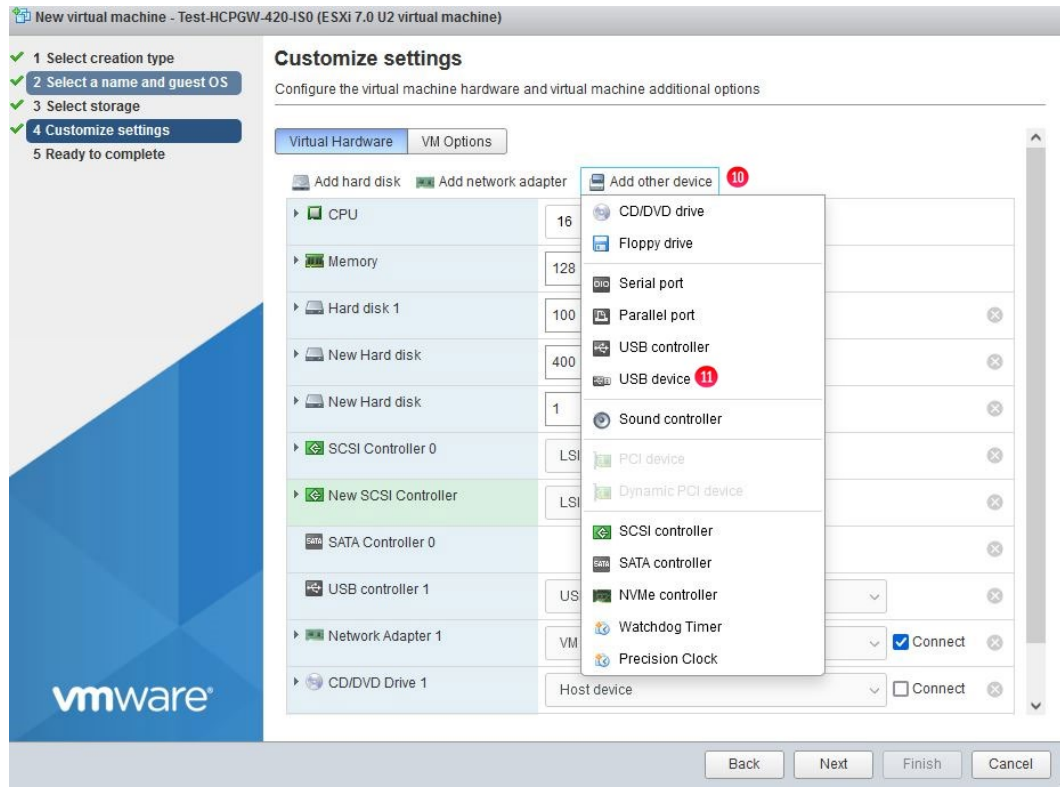 New virtual machine - Test-HCPGW-420-IS0 (ESXi 7.0 U2 virtual machine)
1 Select creation type
2 Select a name and guest OS
3 Select storage
4 Customize settings
5 Ready to complete
Customize settings
Configure the virtual machine hardware and virtual machine additional options
Virtual Hardware VM Options
Add hard disk Add network adapter Add other device 10
CPU 16
Memory 128
Hard disk 1 100
New Hard disk 400
New Hard disk 1
SCSI Controller 0 LSI
New SCSI Controller LSI
SATA Controller 0
USB controller 1 US
Network Adapter 1 VM Connect
CD/DVD Drive 1 Host device Connect
CD/DVD drive
Floppy drive
Serial port
Parallel port
USB controller
USB device 11
Sound controller
PCI device
Dynamic PCI device
SCSI controller
SATA controller
NVMe controller
Watchdog Timer
Precision Clock
vmware®
Back Next Finish Cancel